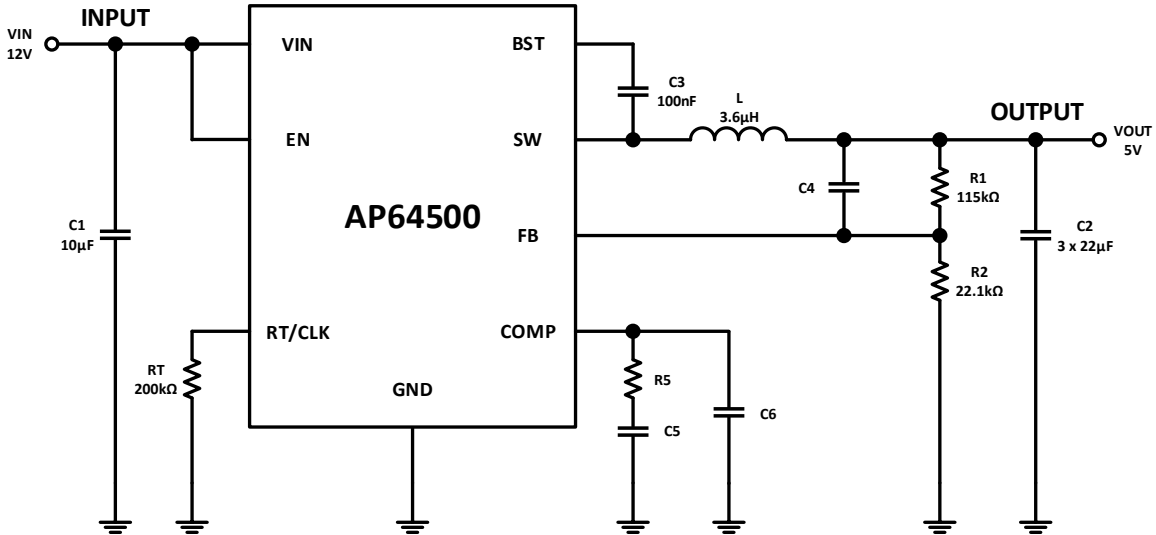 INPUT
VIN
12V
VIN
BST
C3
100nF
L
3.6µH
OUTPUT
VOUT
5V
EN
SW
C4
R1
115kΩ
C1
10µF
AP64500
FB
C2
3 x 22µF
R2
22.1kΩ
RT/CLK
COMP
RT
200kΩ
GND
R5
C5
C6